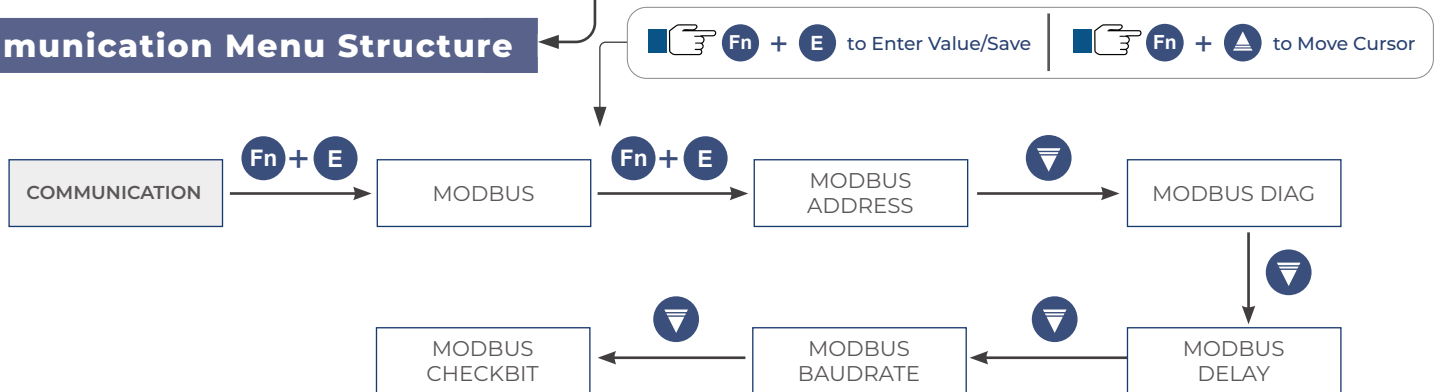 munication Menu Structure
Fn + E to Enter Value/Save
Fn + to Move Cursor
Fn + E
Fn + E
COMMUNICATION
MODBUS
MODBUS
ADDRESS
MODBUS DIAG
MODBUS
CHECKBIT
MODBUS
BAUDRATE
MODBUS
DELAY